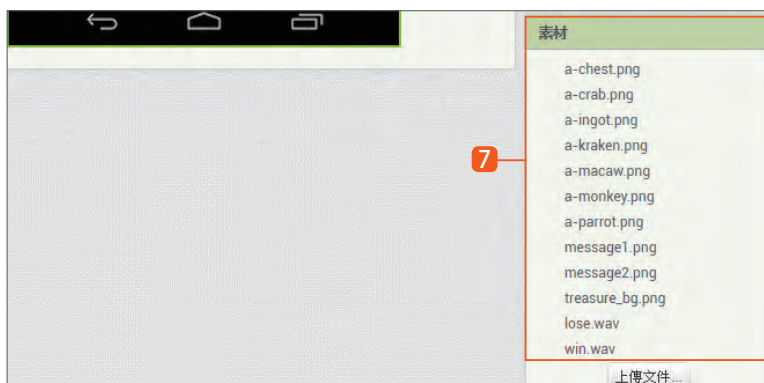 素材
a-chest.png
a-crab.png
a-ingot.png
a-kraken.png
7
a-macaw.png
a-monkey.png
a-parrot.png
message1.png
message2.png
treasure_bg.png
lose.wav
win.wav
上傳文件...